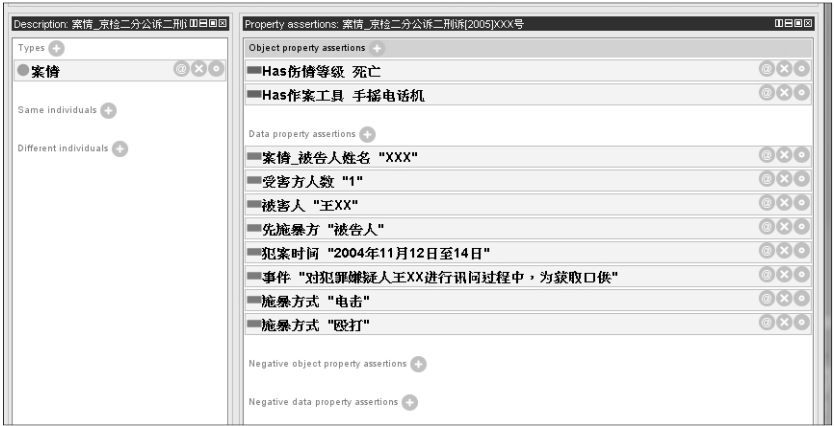 Description: 案情_京检二分公诉二刑i
Types
案情
Same individuals
Different individuals
Property assertions: 案情_京检二分公诉二刑诉[2005]XXX号
Object property assertions
Has伤情等级 死亡
Has作案工具 手摇电话机
Data property assertions
案情_被告人姓名 "XXX"
受害方人数 "1"
被害人 "王XX"
先施暴方 "被告人"
犯案时间 "2004年11月12日至14日"
事件 "对犯罪嫌疑人王XX进行讯问过程中，为获取口供"
施暴方式 "电击"
施暴方式 "殴打"
Negative object property assertions
Negative data property assertions